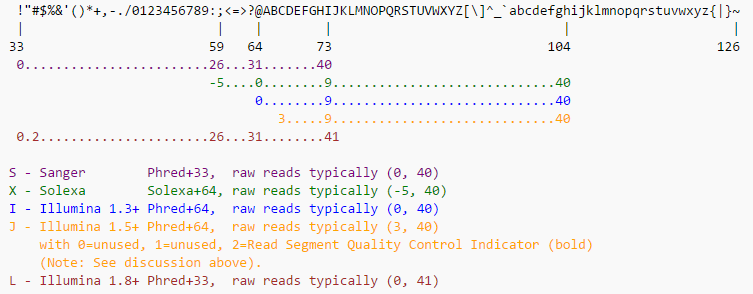 !"#$%&'()*+,-./0123456789:;<=>?@ABCDEFGHIJKLMNOPQRSTUVWXYZ[\]^_`abcdefghijklmnopqrstuvwxyz{|}~
| | | | | |
33 59 64 73 104 126
0........................26...31.......40
-5....0........9.............................40
0........9.............................40
3.....9.............................40
0.2......................26...31........41
S - Sanger Phred+33, raw reads typically (0, 40)
X - Solexa Solexa+64, raw reads typically (-5, 40)
I - Illumina 1.3+ Phred+64, raw reads typically (0, 40)
J - Illumina 1.5+ Phred+64, raw reads typically (3, 40)
with 0=unused, 1=unused, 2=Read Segment Quality Control Indicator (bold)
(Note: See discussion above).
L - Illumina 1.8+ Phred+33, raw reads typically (0, 41)